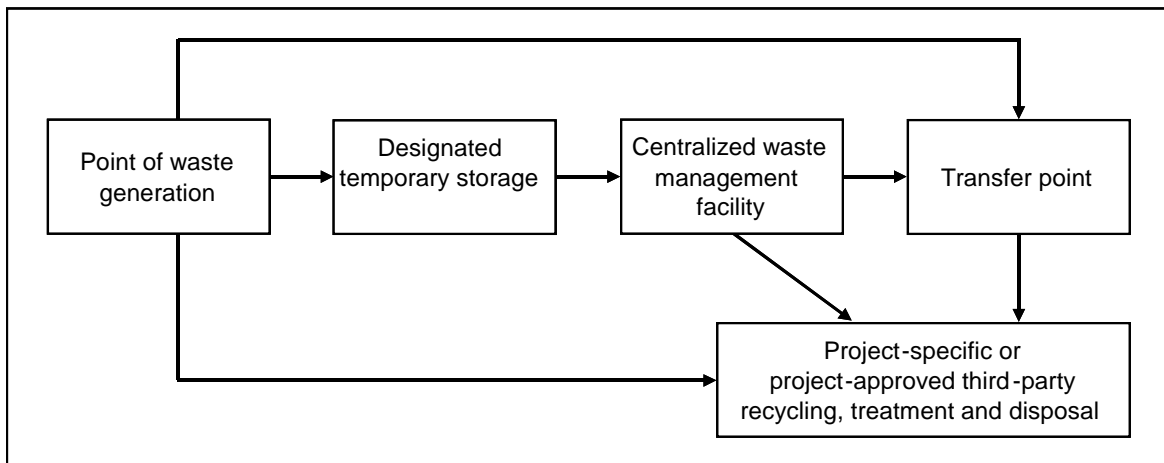 Point of waste
generation
Designated
temporary storage
Centralized waste
management
facility
Transfer point
Project-specific or
project-approved third-party
recycling, treatment and disposal